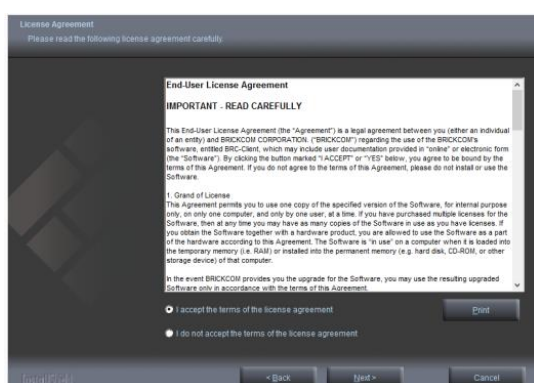 License Agreement
Please read the following license agreement carefully.
End-User License Agreement
IMPORTANT - READ CAREFULLY
This End-User License Agreement (the "Agreement") is a legal agreement between you (either an individual
of an entity) and BRICKCOM CORPORATION. ("BRICKCOM") regarding the use of the BRICKCOM's
software, entitled BRC-Client, which may include user documentation provided in "online" or electronic form
(the "Software"). By clicking the button marked "I ACCEPT" or "YES" below, you agree to be bound by the
terms of this Agreement. If you do not agree to the terms of this Agreement, please do not install or use the
Software.
1. Grand of License
This Agreement permits you to use one copy of the specified version of the Software, for internal purpose
only, on only one computer, and only by one user, at a time. If you have purchased multiple licenses for the
Software, then at any time you may have as many copies of the Software in use as you have licenses. If
you obtain the Software together with a hardware product, you are allowed to use the Software as a part
of the hardware according to this Agreement. The Software is "in use" on a computer when it is loaded into
the temporary memory (i.e. RAM) or installed into the permanent memory (e.g. hard disk, CD-ROM, or other
storage device) of that computer.
In the event BRICKCOM provides you the upgrade for the Software, you may use the resulting upgraded
Software only in accordance with the terms of this Agreement.
I accept the terms of the license agreement
Print
I do not accept the terms of the license agreement
InstallShield
< Back
Next >
Cancel